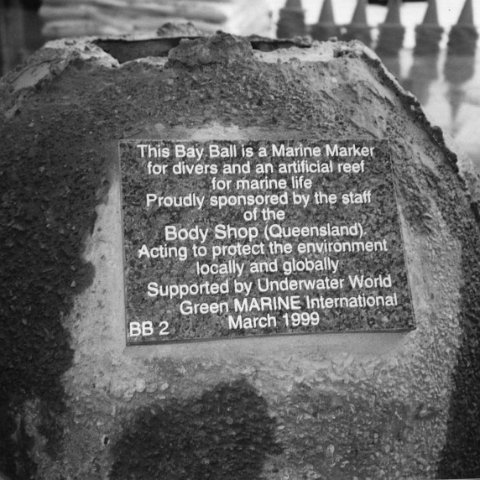 This Bay Ball is a Marine Marker
for divers and an artificial reef
for marine life
Proudly sponsored by the staff
of the
Body Shop (Queensland).
Acting to protect the environment
locally and globally
Supported by Underwater World
Green MARINE International
March 1999
BB 2